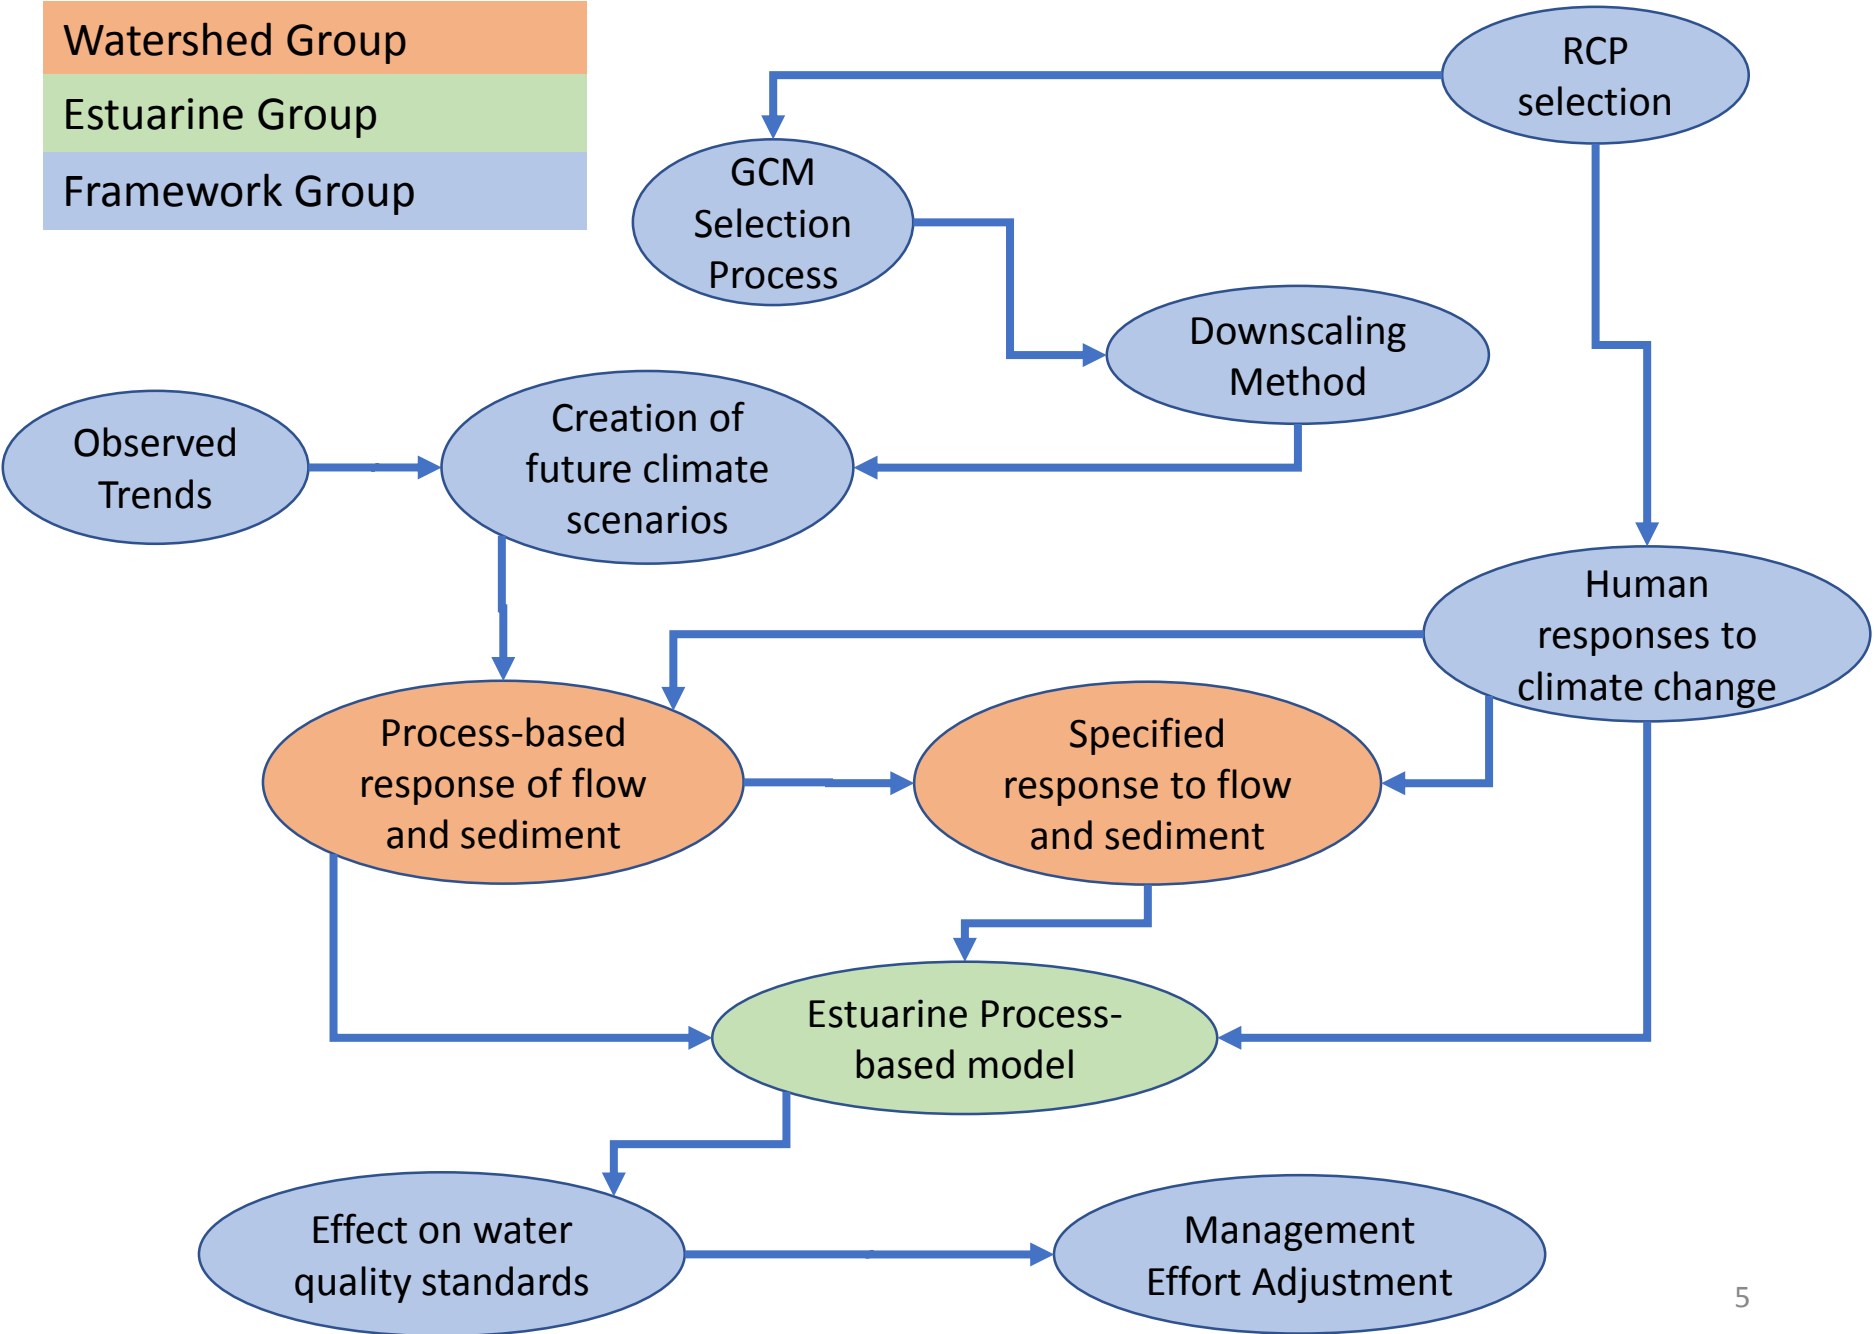 Watershed Group
Estuarine Group
Framework Group
RCP
selection
GCM
Selection
Process
Downscaling
Method
Observed
Trends
Creation of
future climate
scenarios
Human
responses to
climate change
Process-based
response of flow
and sediment
Specified
response to flow
and sediment
Estuarine Process-
based model
Effect on water
quality standards
Management
Effort Adjustment
5